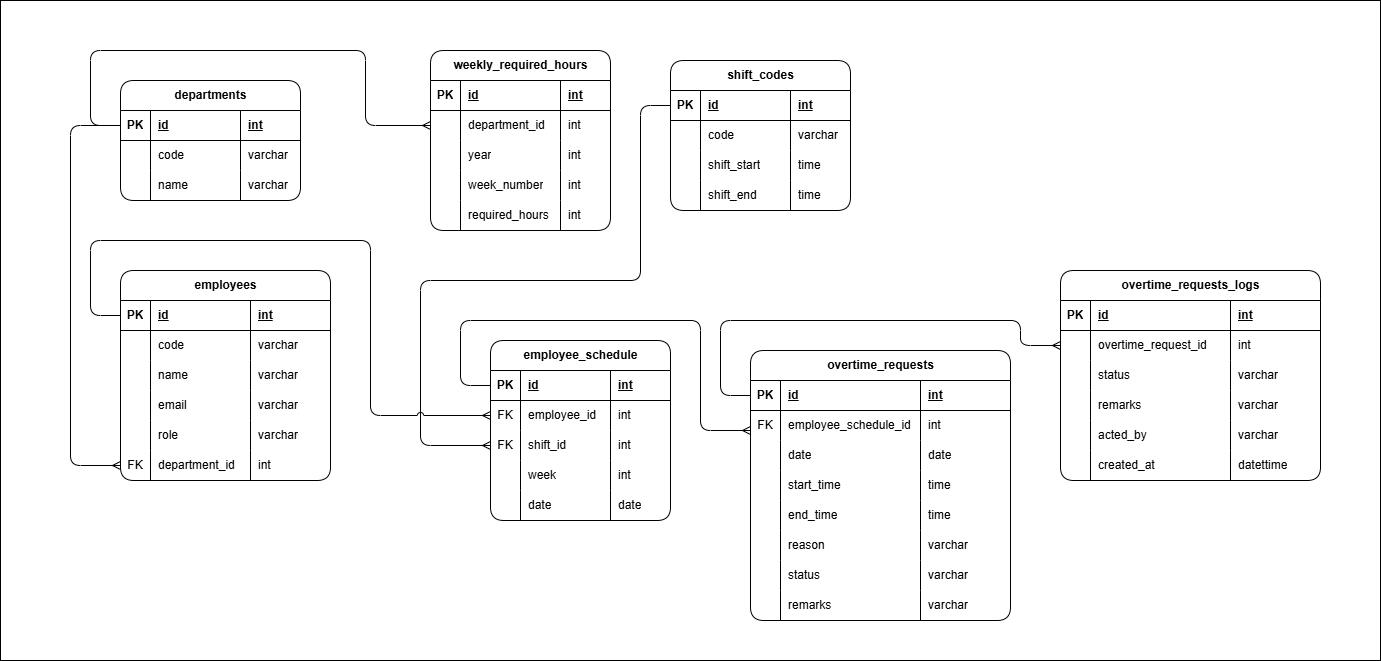 departments
PK id int
code varchar
name varchar
weekly_required_hours
PK id int
department_id int
year int
week_number int
required_hours int
shift_codes
PK id int
code varchar
shift_start time
shift_end time
employees
PK id int
code varchar
name varchar
email varchar
role varchar
FK department_id int
employee_schedule
PK id int
FK employee_id int
FK shift_id int
week int
date date
overtime_requests
PK id int
FK employee_schedule_id int
date date
start_time time
end_time time
reason varchar
status varchar
remarks varchar
overtime_requests_logs
PK id int
overtime_request_id int
status varchar
remarks varchar
acted_by varchar
created_at datettime